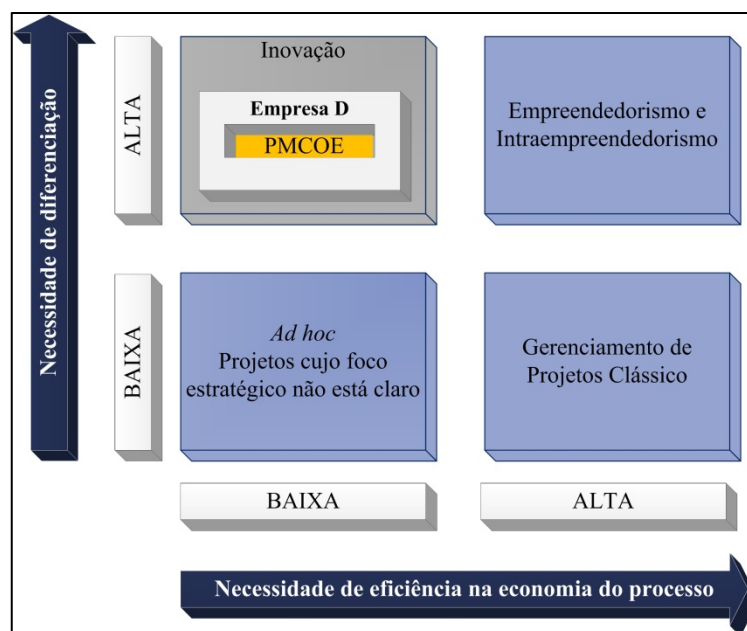 Necessidade de diferenciação
ALTA
Inovação
Empresa D
PMCOE
Empreendedorismo e
Intraempreendedorismo
BAIXA
Ad hoc
Projetos cujo foco
estratégico não está claro
Gerenciamento de
Projetos Clássico
BAIXA
ALTA
Necessidade de eficiência na economia do processo